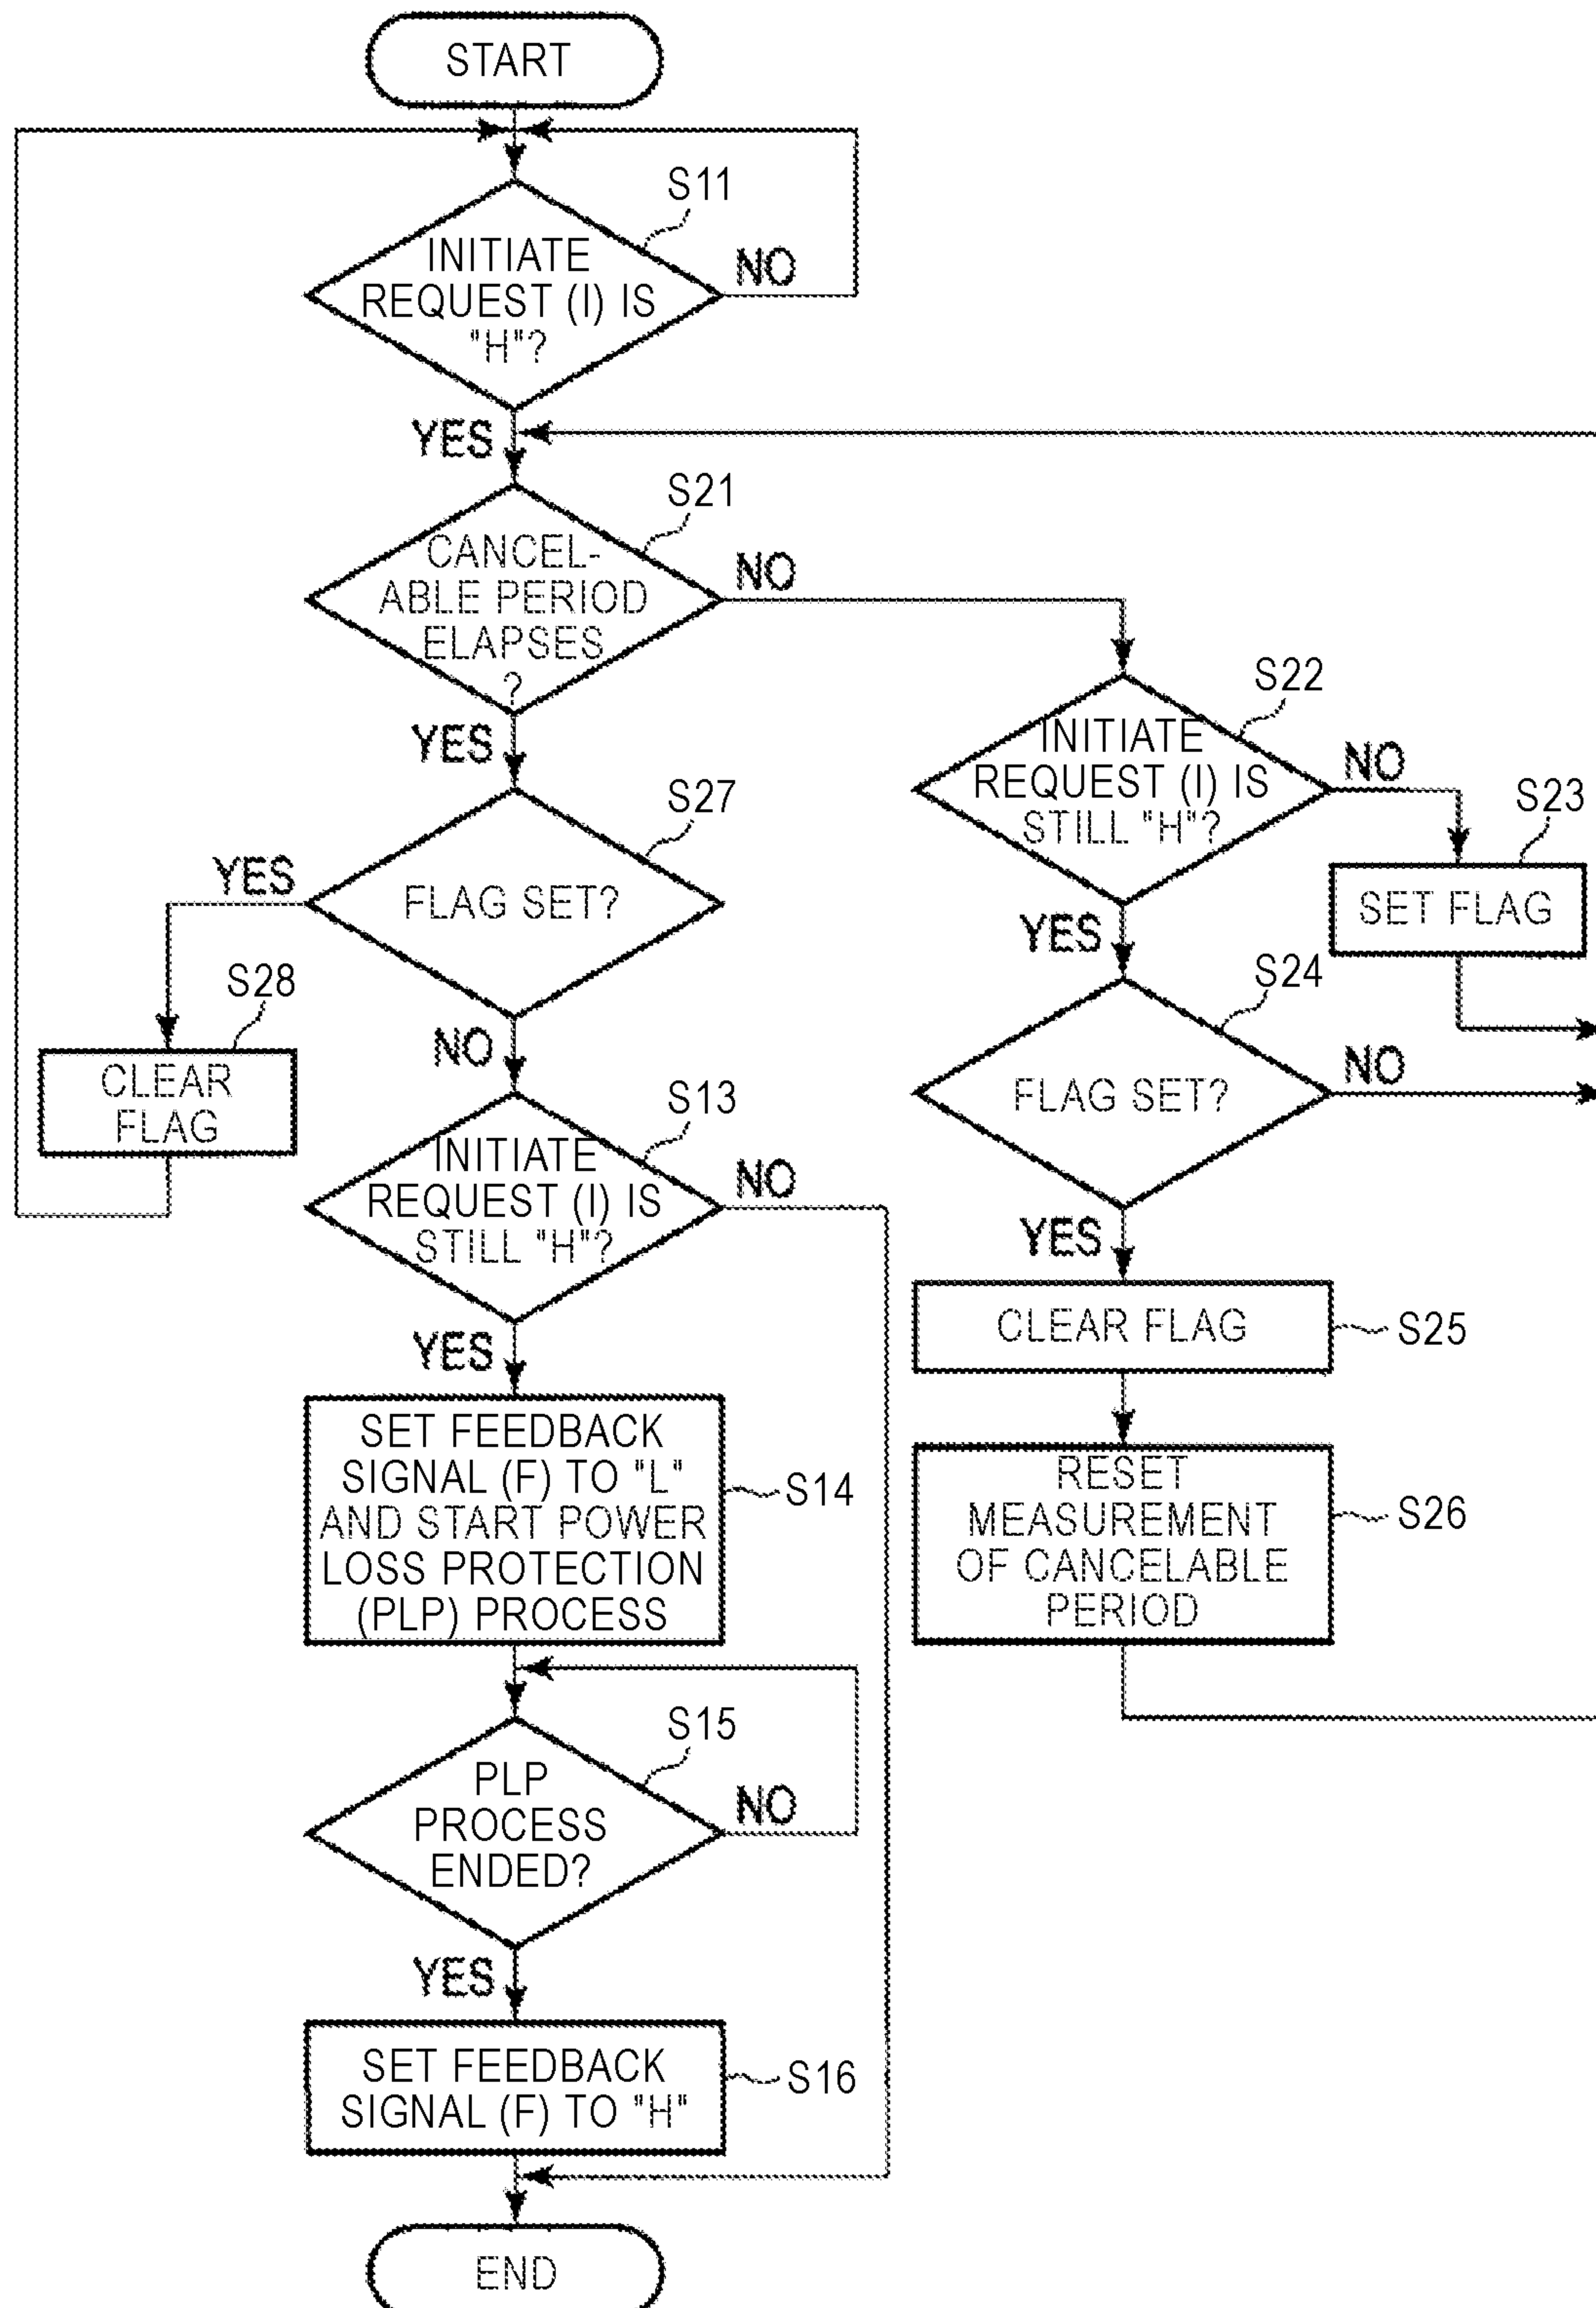 START
S11
INITIATE
REQUEST (I) IS
"H"?
NO
YES
S21
CANCEL-
ABLE PERIOD
ELAPSES
?
NO
YES
S22
INITIATE
REQUEST (I) IS
STILL "H"?
NO
S23
SET FLAG
YES
S27
FLAG SET?
YES
S28
CLEAR
FLAG
NO
S24
FLAG SET?
NO
YES
S13
INITIATE
REQUEST (I) IS
STILL "H"?
NO
YES
CLEAR FLAG
S25
SET FEEDBACK
SIGNAL (F) TO "L"
AND START POWER
LOSS PROTECTION
(PLP) PROCESS
S14
RESET
MEASUREMENT
OF CANCELABLE
PERIOD
S26
S15
PLP
PROCESS
ENDED?
NO
YES
SET FEEDBACK
SIGNAL (F) TO "H"
S16
END